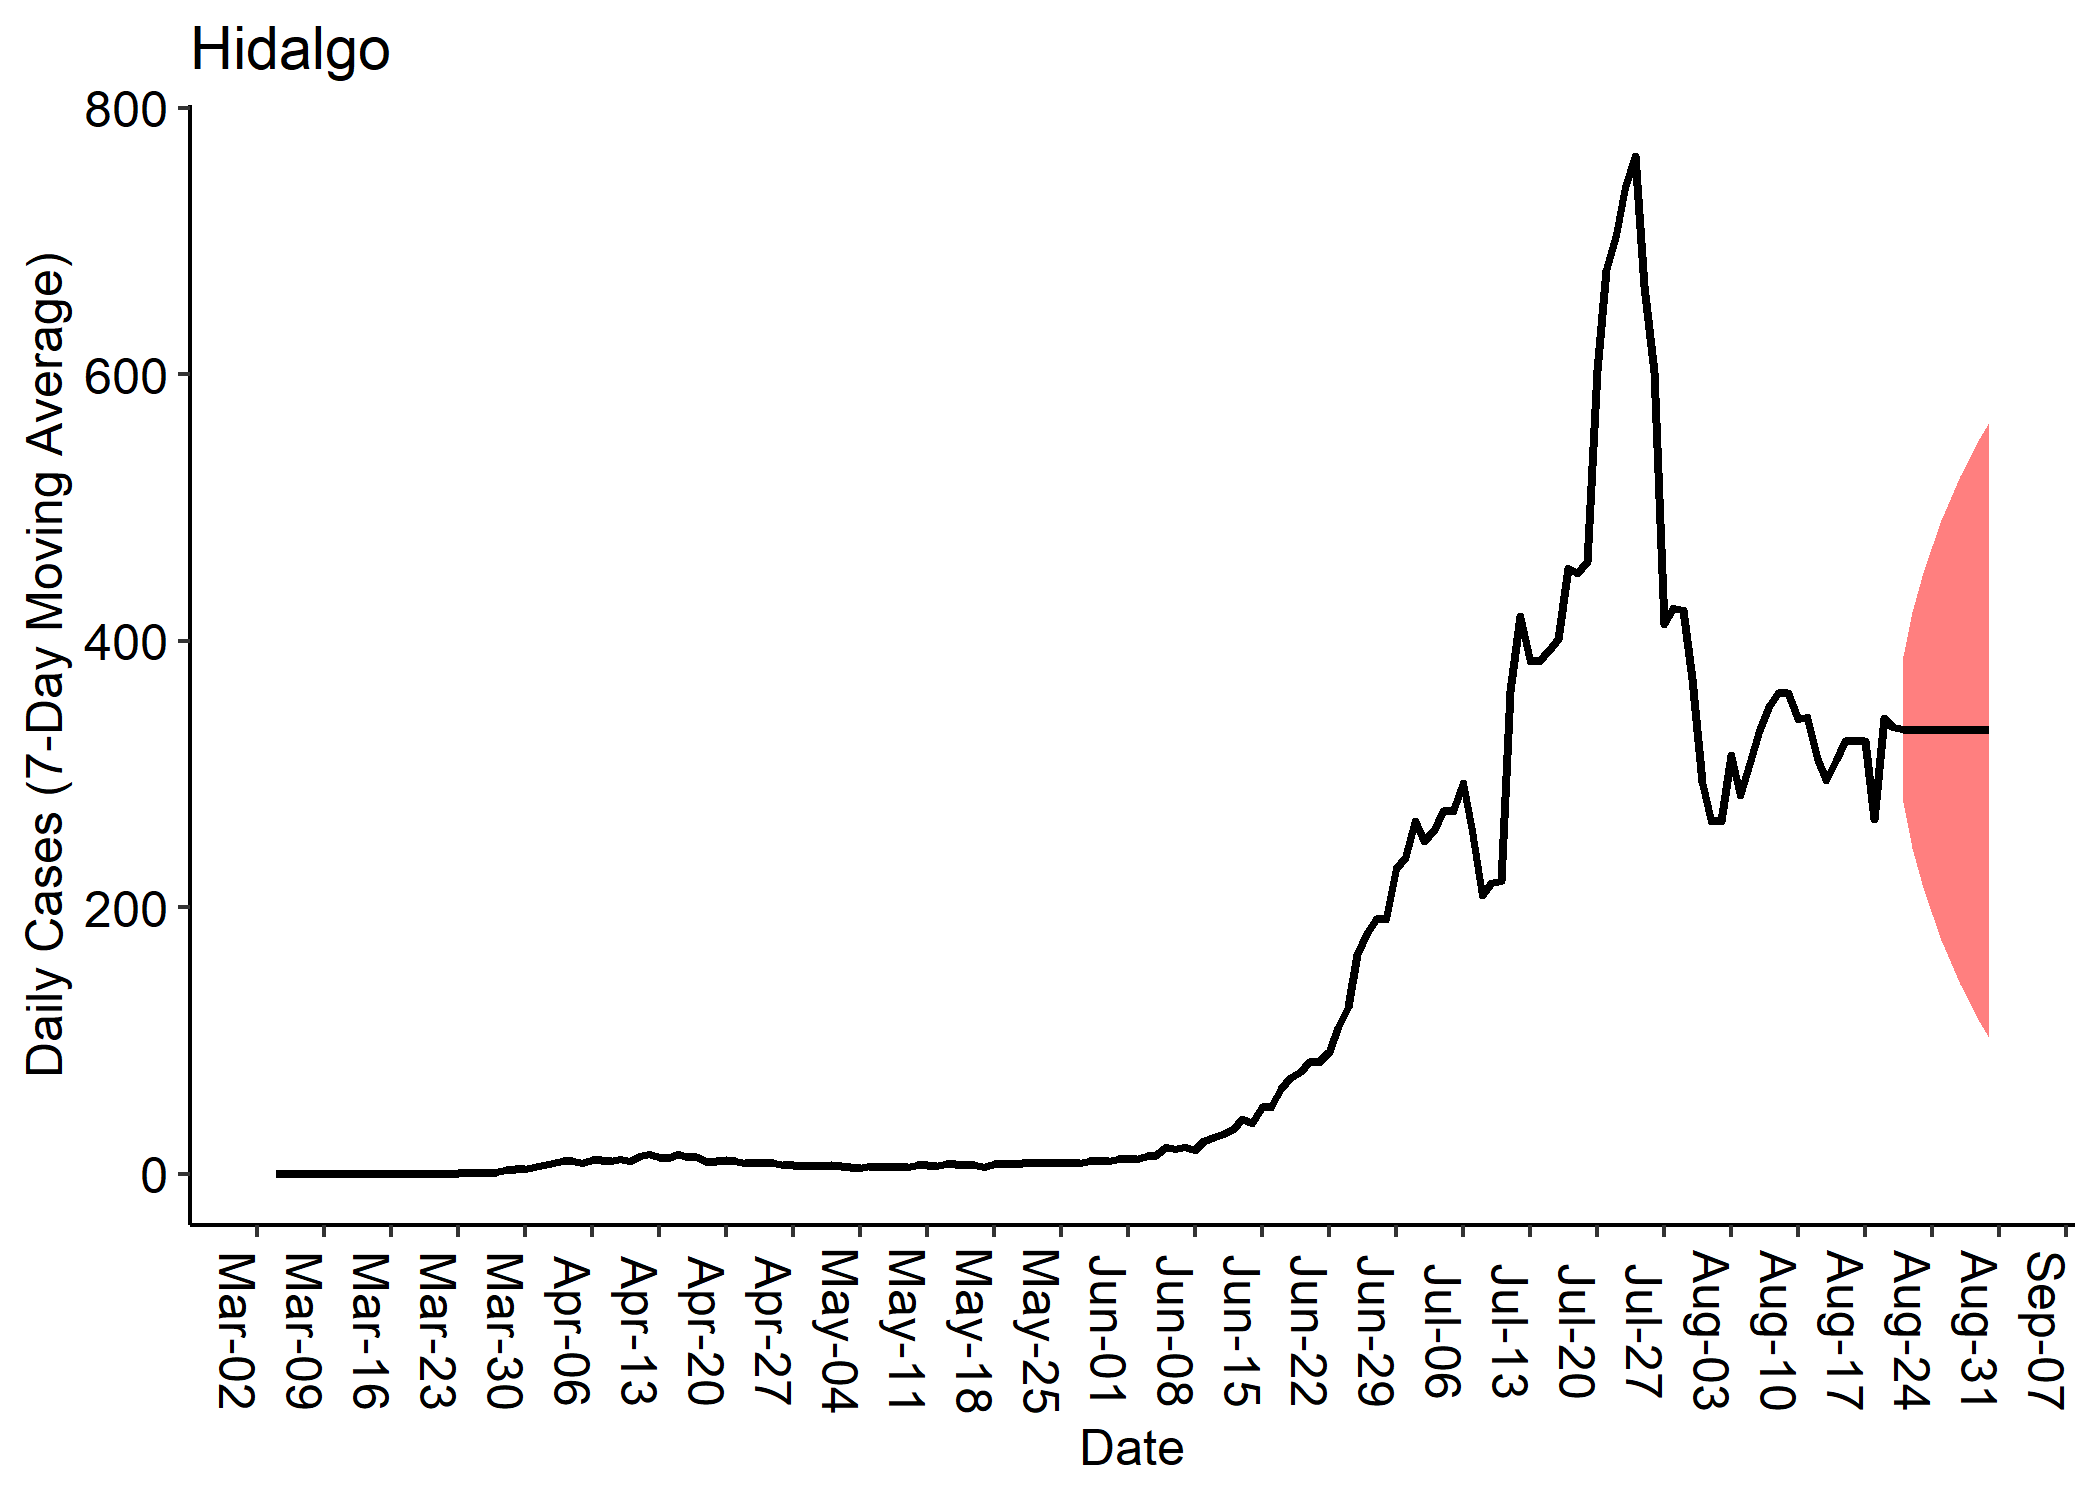 Hidalgo
Daily Cases (7-Day Moving Average)
800
600
400
200
0
Mar-02
Mar-09
Mar-16
Mar-23
Mar-30
Apr-06
Apr-13
Apr-20
Apr-27
May-04
May-11
May-18
May-25
Jun-01
Jun-08
Jun-15
Jun-22
Jun-29
Jul-06
Jul-13
Jul-20
Jul-27
Aug-03
Aug-10
Aug-17
Aug-24
Aug-31
Sep-07
Date